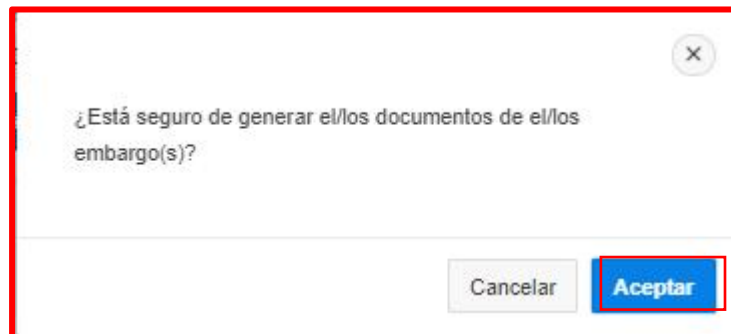 ¿Está seguro de generar el/los documentos de el/los
embargo(s)?
Cancelar
Aceptar